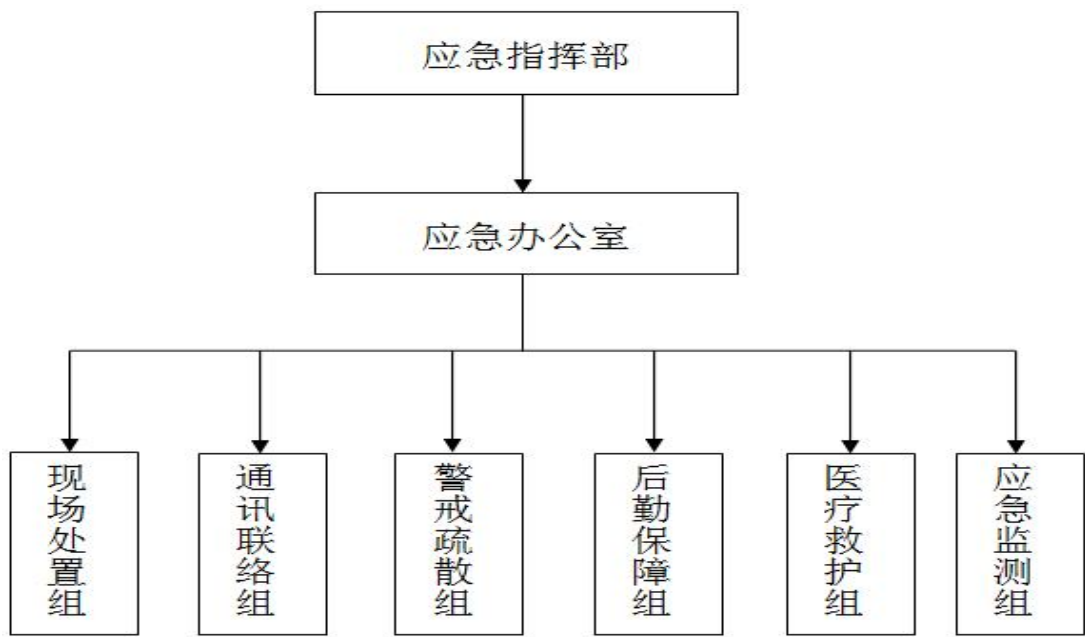 应急指挥部
应急办公室
现场处置组
通讯联络组
警戒疏散组
后勤保障组
医疗救护组
应急监测组